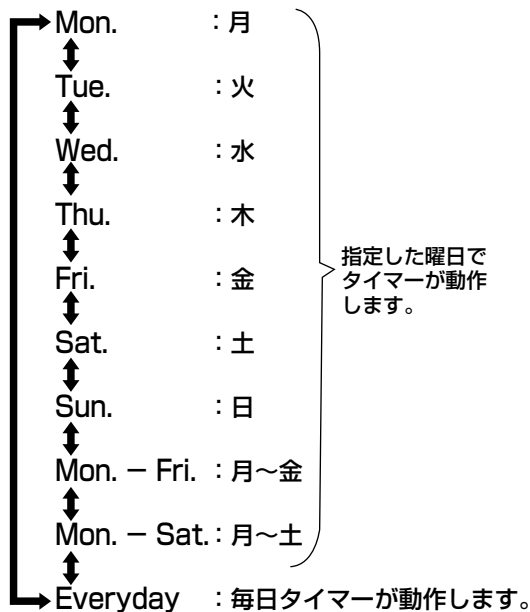 Mon. ：月
Tue. ：火
Wed. ：水
Thu. ：木
Fri. ：金
Sat. ：土
Sun. ：日
Mon. − Fri. ：月～金
Mon. − Sat. ：月～土
指定した曜日で
タイマーが動作
します。
Everyday ：毎日タイマーが動作します。